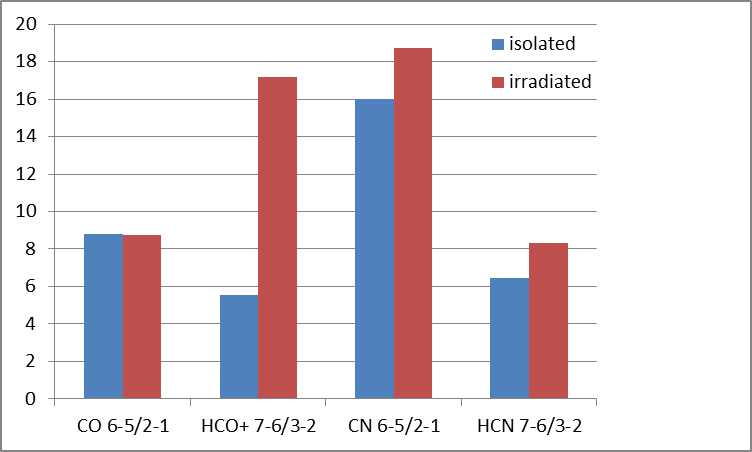 20
18
16
14
12
10
8
6
4
2
0
isolated
irradiated
CO 6-5/2-1
HCO+ 7-6/3-2
CN 6-5/2-1
HCN 7-6/3-2